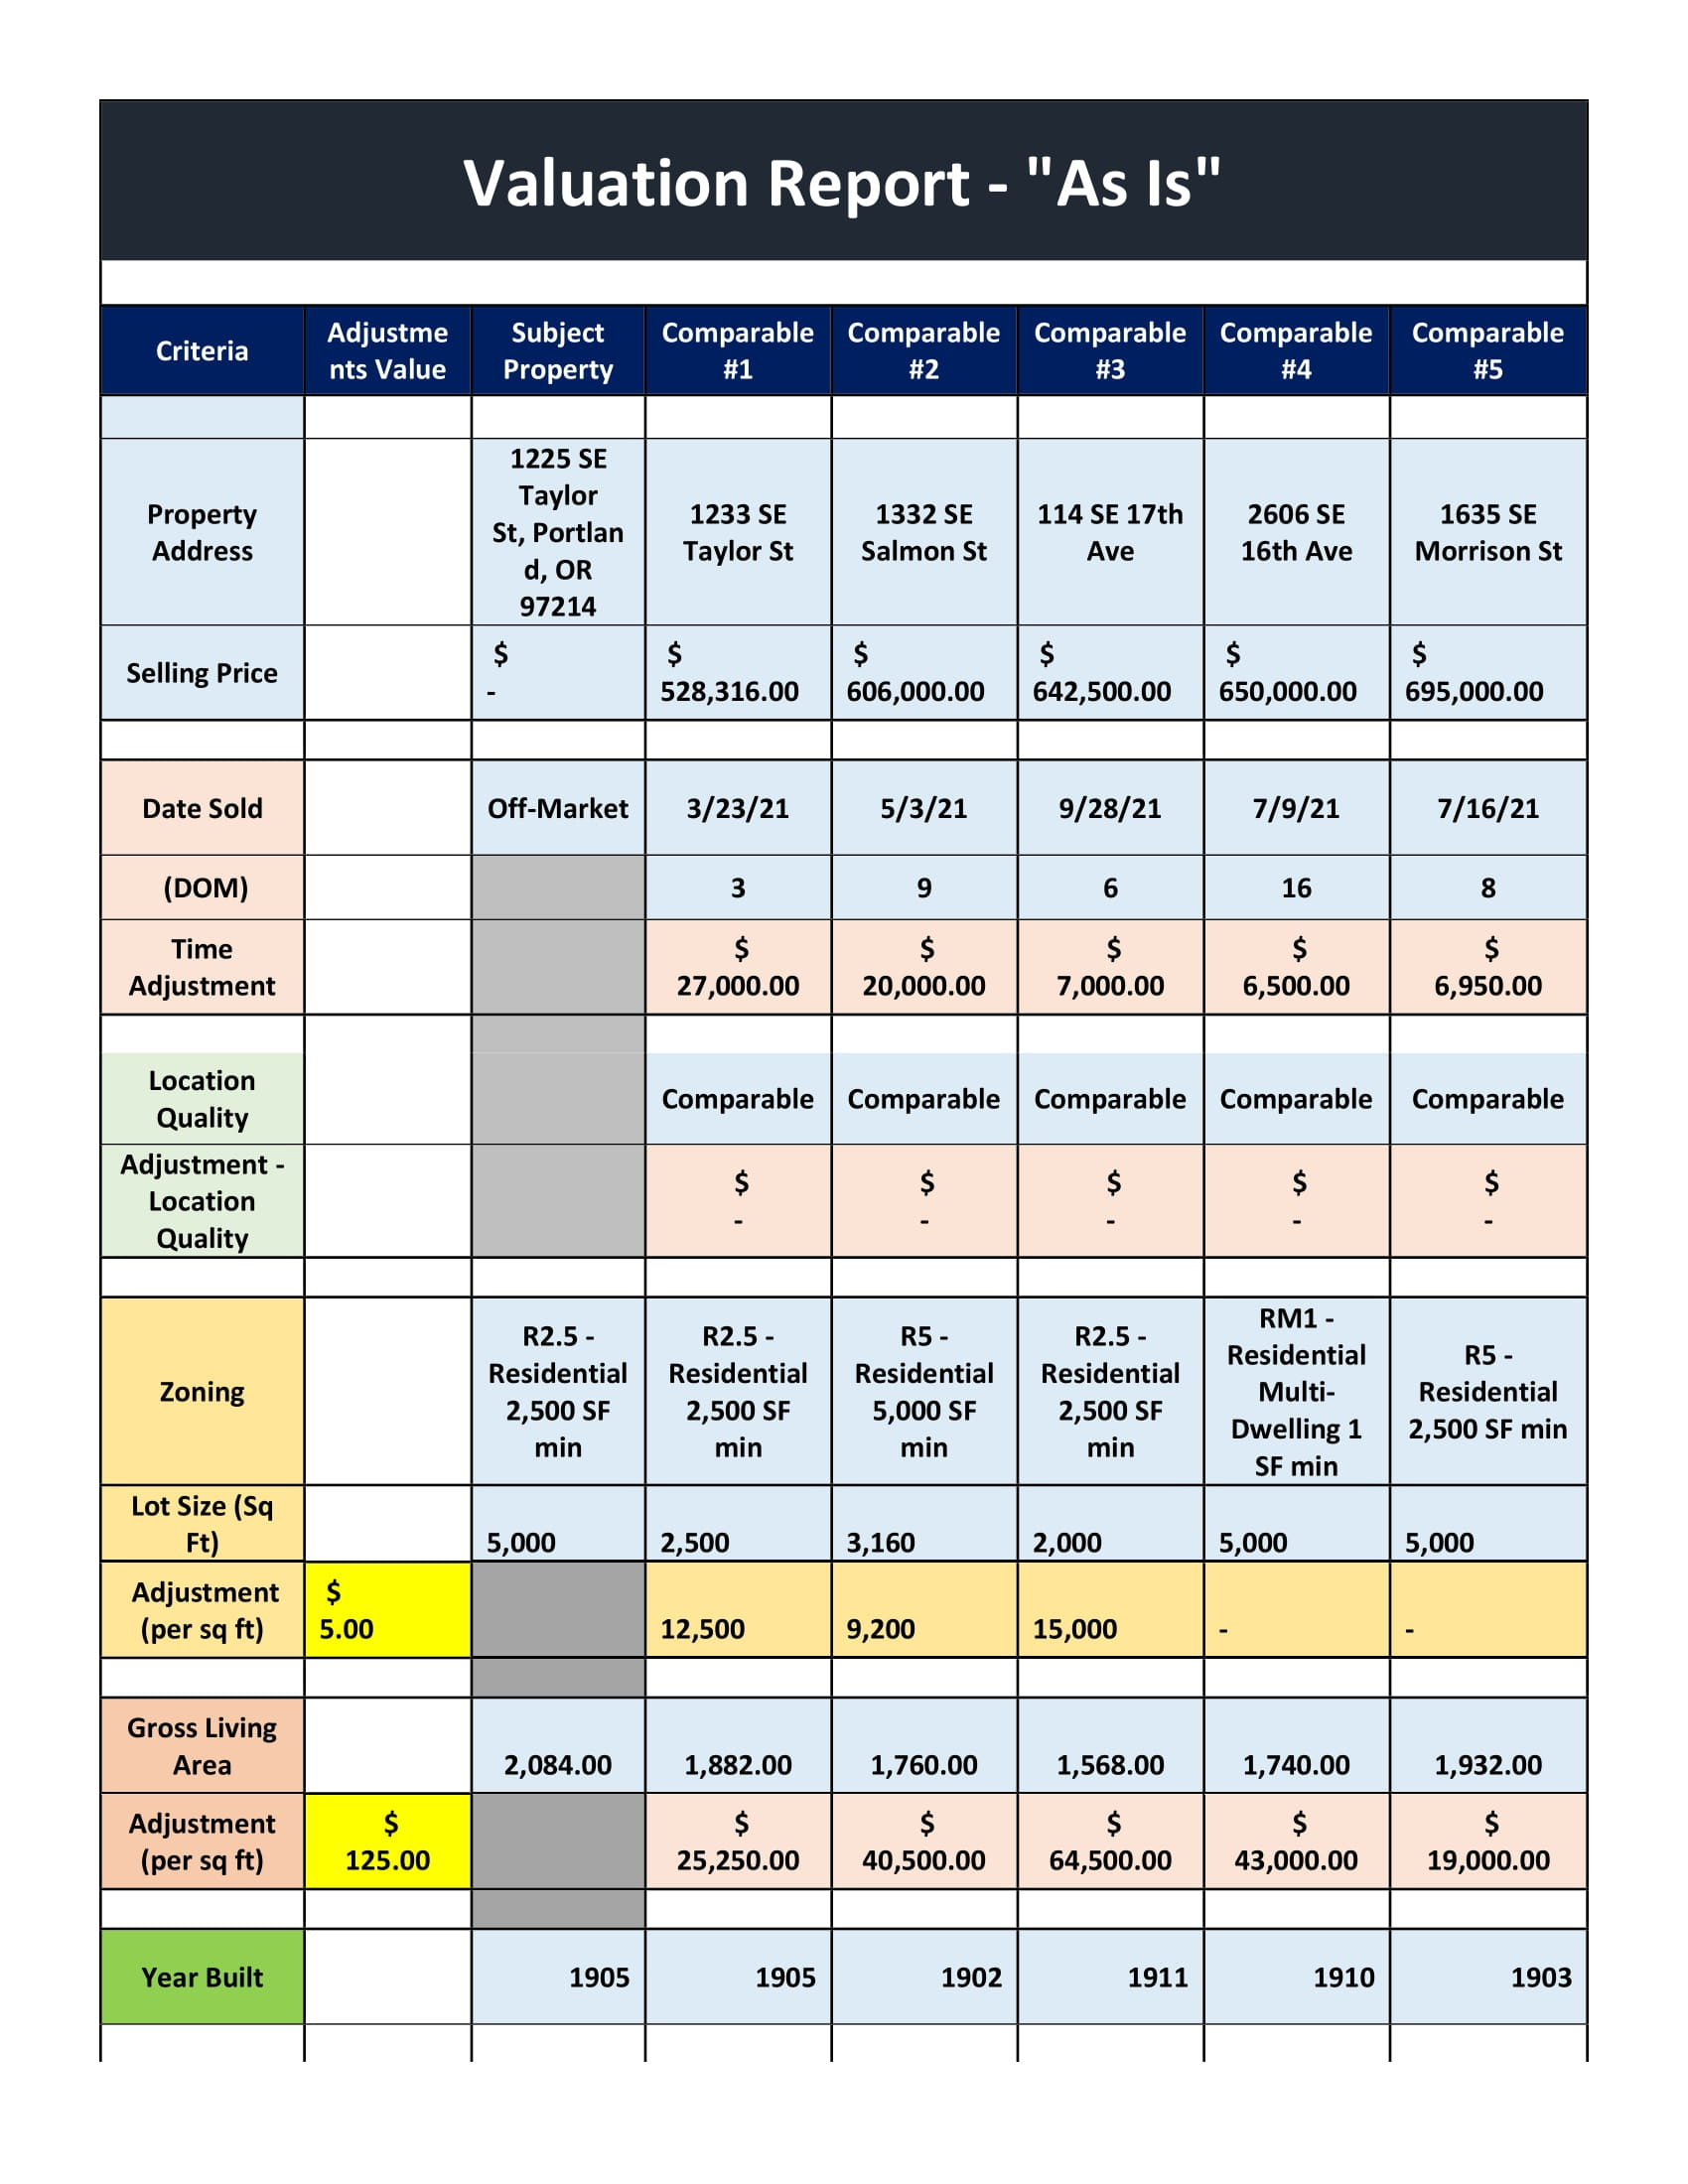 Valuation Report - "As Is"
Criteria
Adjustme
nts Value
Subject
Property
Comparable
#1
Comparable
#2
Comparable
#3
Comparable
#4
Comparable
#5
Property
Address
1225 SE
Taylor
St, Portlan
d, OR
97214
1233 SE
Taylor St
1332 SE
Salmon St
114 SE 17th
Ave
2606 SE
16th Ave
1635 SE
Morrison St
Selling Price
$
-
$
528,316.00
$
606,000.00
$
642,500.00
$
650,000.00
$
695,000.00
Date Sold
Off-Market
3/23/21
5/3/21
9/28/21
7/9/21
7/16/21
(DOM)
3
9
6
16
8
Time
Adjustment
$
27,000.00
$
20,000.00
$
7,000.00
$
6,500.00
$
6,950.00
Location
Quality
Comparable
Comparable
Comparable
Comparable
Comparable
Adjustment -
Location
Quality
$
-
$
-
$
-
$
-
$
-
Zoning
R2.5 -
Residential
2,500 SF
min
R2.5 -
Residential
2,500 SF
min
R5 -
Residential
5,000 SF
min
R2.5 -
Residential
2,500 SF
min
RM1 -
Residential
Multi-
Dwelling 1
SF min
R5 -
Residential
2,500 SF min
Lot Size (Sq
Ft)
5,000
2,500
3,160
2,000
5,000
5,000
Adjustment
(per sq ft)
$
5.00
12,500
9,200
15,000
-
-
Gross Living
Area
2,084.00
1,882.00
1,760.00
1,568.00
1,740.00
1,932.00
Adjustment
(per sq ft)
$
125.00
$
25,250.00
$
40,500.00
$
64,500.00
$
43,000.00
$
19,000.00
Year Built
1905
1905
1902
1911
1910
1903